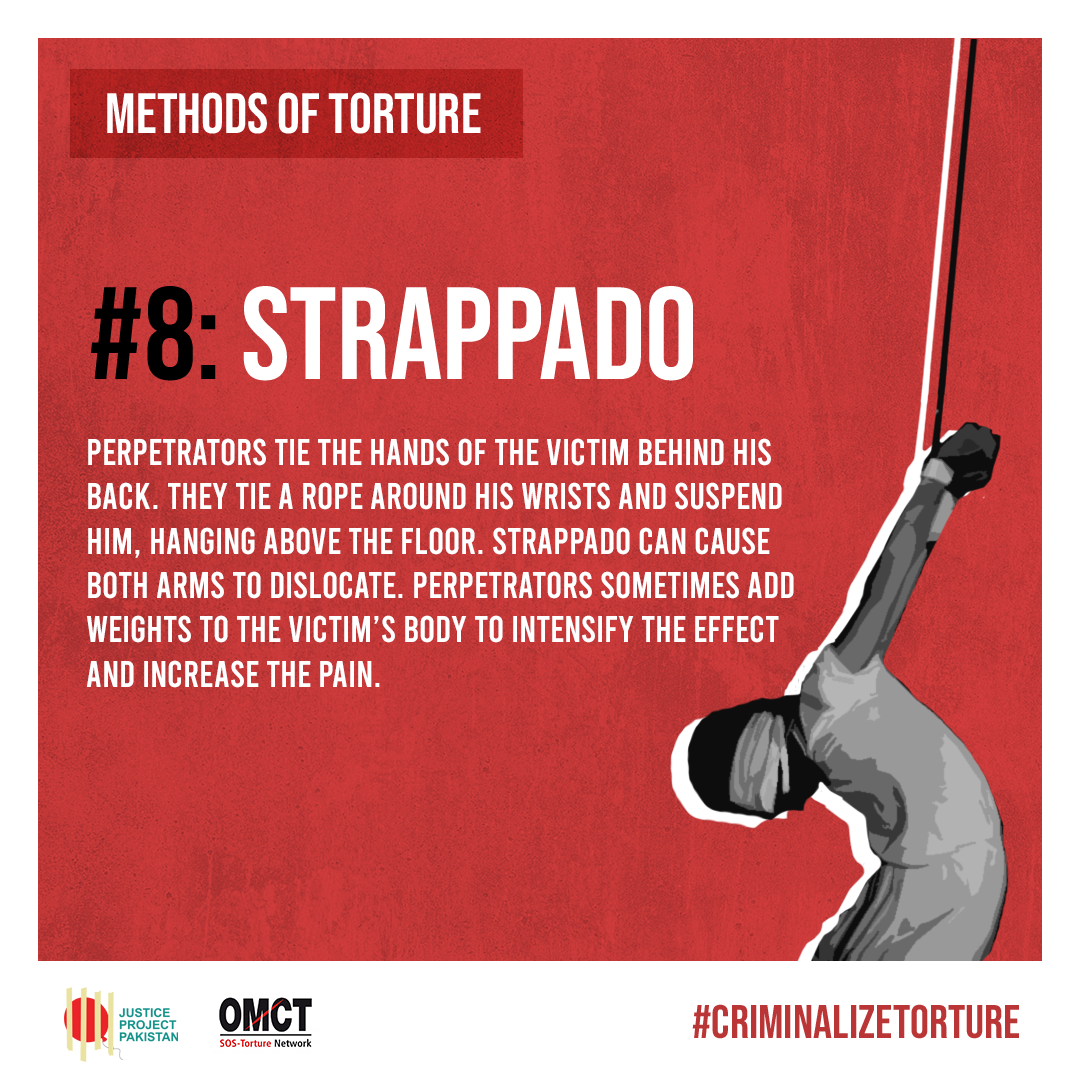 METHODS OF TORTURE
#8: STRAPPADO
PERPETRATORS TIE THE HANDS OF THE VICTIM BEHIND HIS
BACK. THEY TIE A ROPE AROUND HIS WRISTS AND SUSPEND
HIM, HANGING ABOVE THE FLOOR. STRAPPADO CAN CAUSE
BOTH ARMS TO DISLOCATE. PERPETRATORS SOMETIMES ADD
WEIGHTS TO THE VICTIM'S BODY TO INTENSIFY THE EFFECT
AND INCREASE THE PAIN.
JUSTICE
PROJECT
PAKISTAN
OMCT
SOS-Torture Network
#CRIMINALIZETORTURE